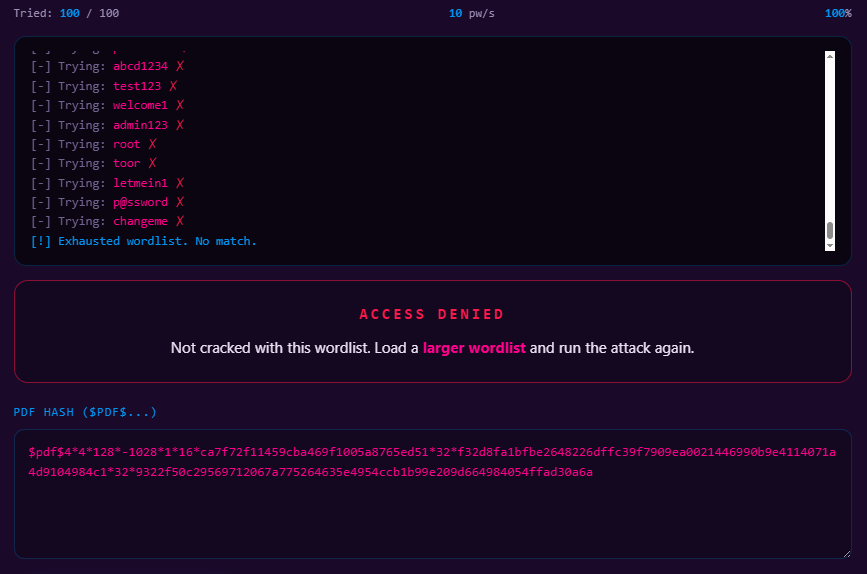 Tried: 100 / 100
10 pw/s
100%
[-] Trying: abcd1234 ✗
[-] Trying: test123 ✗
[-] Trying: welcome1 ✗
[-] Trying: admin123 ✗
[-] Trying: root ✗
[-] Trying: toor ✗
[-] Trying: letmein1 ✗
[-] Trying: p@ssword ✗
[-] Trying: changeme ✗
[!] Exhausted wordlist. No match.
ACCESS DENIED
Not cracked with this wordlist. Load a larger wordlist and run the attack again.
PDF HASH ($PDF$...)
$pdf$4*4*128*-1028*1*16*ca7f72f11459cba469f1005a8765ed51*32*f32d8fa1bfbe2648226dffc39f7909ea0021446990b9e4114071a
4d9104984c1*32*9322f50c29569712067a775264635e4954ccb1b99e209d664984054ffad30a6a